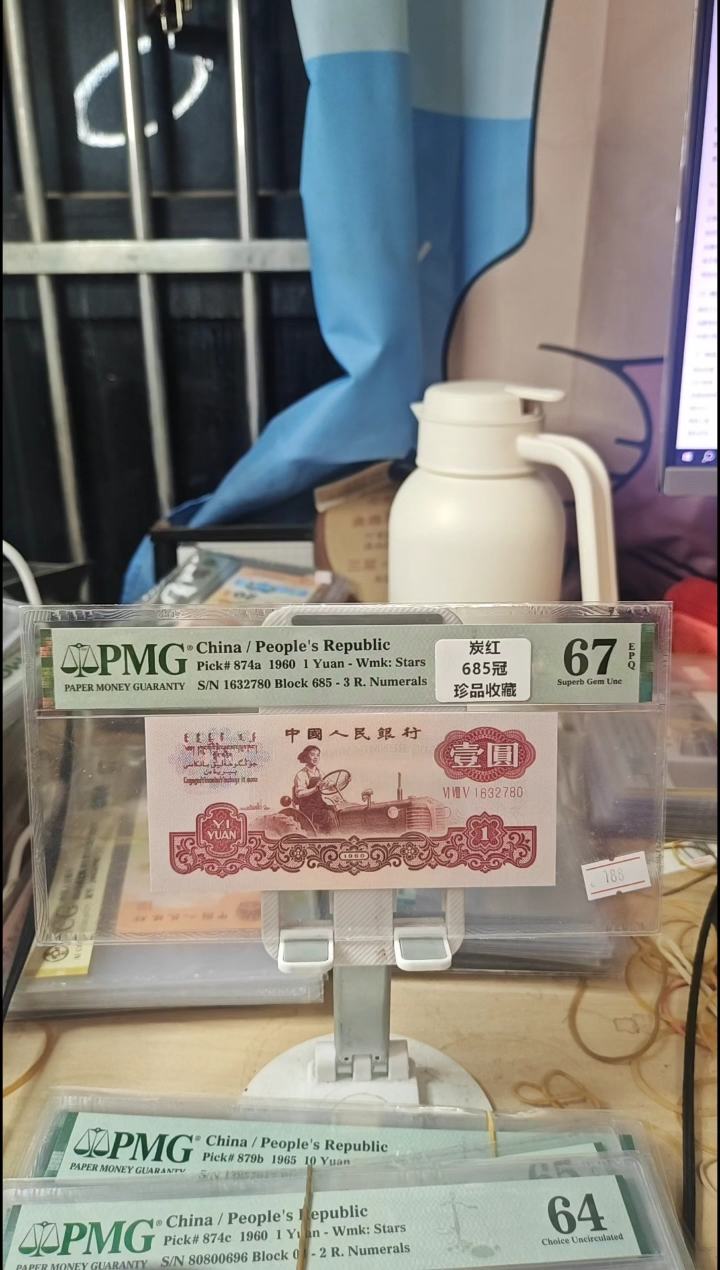 PMG® China / People's Republic
PAPER MONEY GUARANTY
Pick# 874a 1960 1 Yuan - Wmk: Stars
S/N 1632780 Block 685 - 3 R. Numerals
炭红
685冠
珍品收藏
67 EPQ
Superb Gem Unc
中國人民銀行
壹圓
VI VIII V 1632780
YI
YUAN
1960
1
188
PMG® China / People's Republic
PAPER MONEY GUARANTY
Pick# 879b 1965 10 Yuan
65
PMG® China / People's Republic
PAPER MONEY GUARANTY
Pick# 874c 1960 1 Yuan - Wmk: Stars
S/N 80800696 Block - 2 R. Numerals
64
Choice Uncirculated